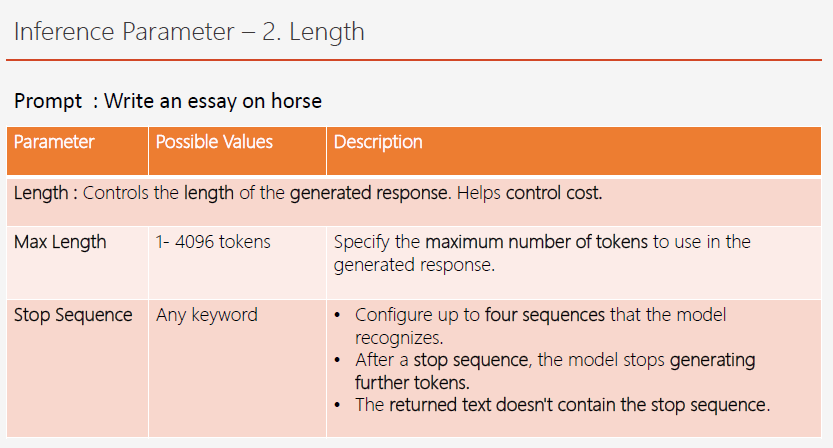 Inference Parameter – 2. Length
Prompt : Write an essay on horse
Parameter Possible Values Description
Length : Controls the length of the generated response. Helps control cost.
Max Length 1- 4096 tokens Specify the maximum number of tokens to use in the
generated response.
Stop Sequence Any keyword • Configure up to four sequences that the model
recognizes.
• After a stop sequence, the model stops generating
further tokens.
• The returned text doesn't contain the stop sequence.